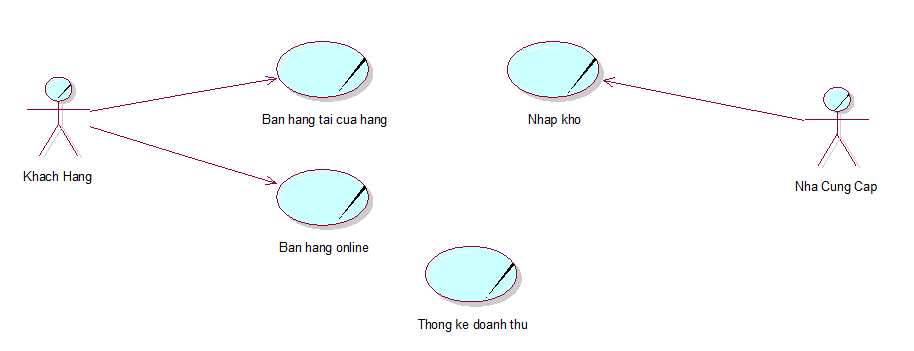 Ban hang tai cua hang
Nhap kho
Khach Hang
Nha Cung Cap
Ban hang online
Thong ke doanh thu